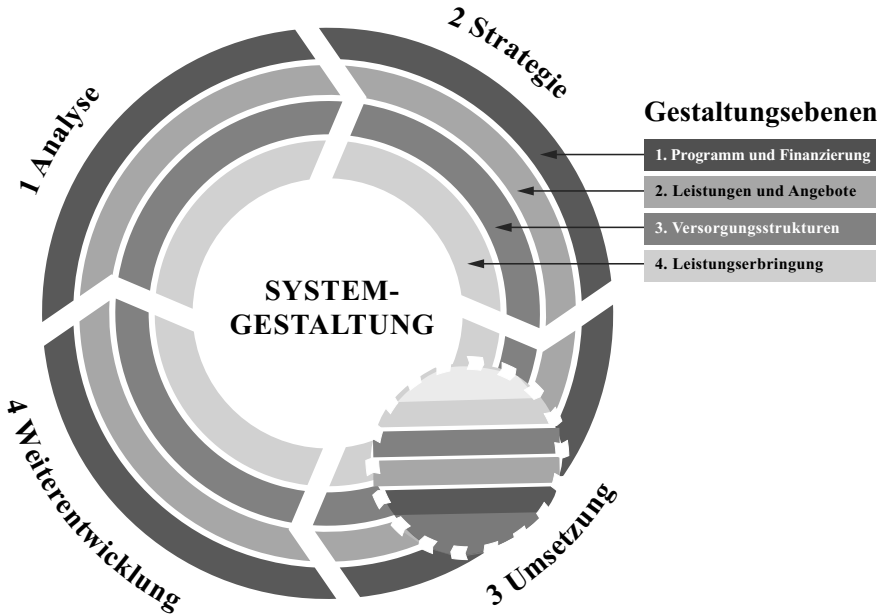 1 Analyse
2 Strategie
Gestaltungsebenen
1. Programm und Finanzierung
2. Leistungen und Angebote
3. Versorgungsstrukturen
4. Leistungserbringung
SYSTEM-
GESTALTUNG
4 Weiterentwicklung
3 Umsetzung